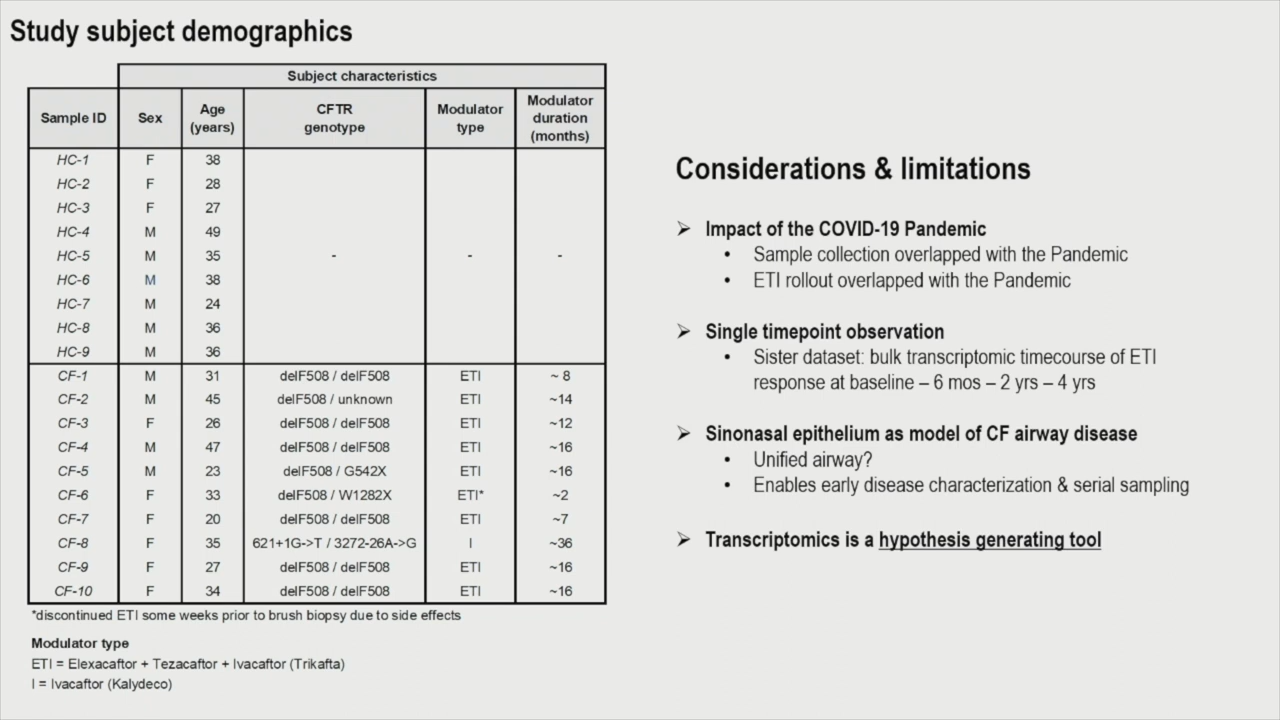 Study subject demographics
Subject characteristics
Sample ID Sex Age (years) CFTR genotype Modulator type Modulator duration (months)
HC-1 F 38
HC-2 F 28
HC-3 F 27
HC-4 M 49
HC-5 M 35 - - -
HC-6 M 38
HC-7 M 24
HC-8 M 36
HC-9 M 36
CF-1 M 31 delF508 / delF508 ETI ~ 8
CF-2 M 45 delF508 / unknown ETI ~14
CF-3 F 26 delF508 / delF508 ETI ~12
CF-4 M 47 delF508 / delF508 ETI ~16
CF-5 M 23 delF508 / G542X ETI ~16
CF-6 F 33 delF508 / W1282X ETI* ~2
CF-7 F 20 delF508 / delF508 ETI ~7
CF-8 F 35 621+1G->T / 3272-26A->G I ~36
CF-9 F 27 delF508 / delF508 ETI ~16
CF-10 F 34 delF508 / delF508 ETI ~16
*discontinued ETI some weeks prior to brush biopsy due to side effects
Modulator type
ETI = Elexacaftor + Tezacaftor + Ivacaftor (Trikafta)
I = Ivacaftor (Kalydeco)
Considerations & limitations
➢ Impact of the COVID-19 Pandemic
• Sample collection overlapped with the Pandemic
• ETI rollout overlapped with the Pandemic
➢ Single timepoint observation
• Sister dataset: bulk transcriptomic timecourse of ETI
response at baseline – 6 mos – 2 yrs – 4 yrs
➢ Sinonasal epithelium as model of CF airway disease
• Unified airway?
• Enables early disease characterization & serial sampling
➢ Transcriptomics is a hypothesis generating tool